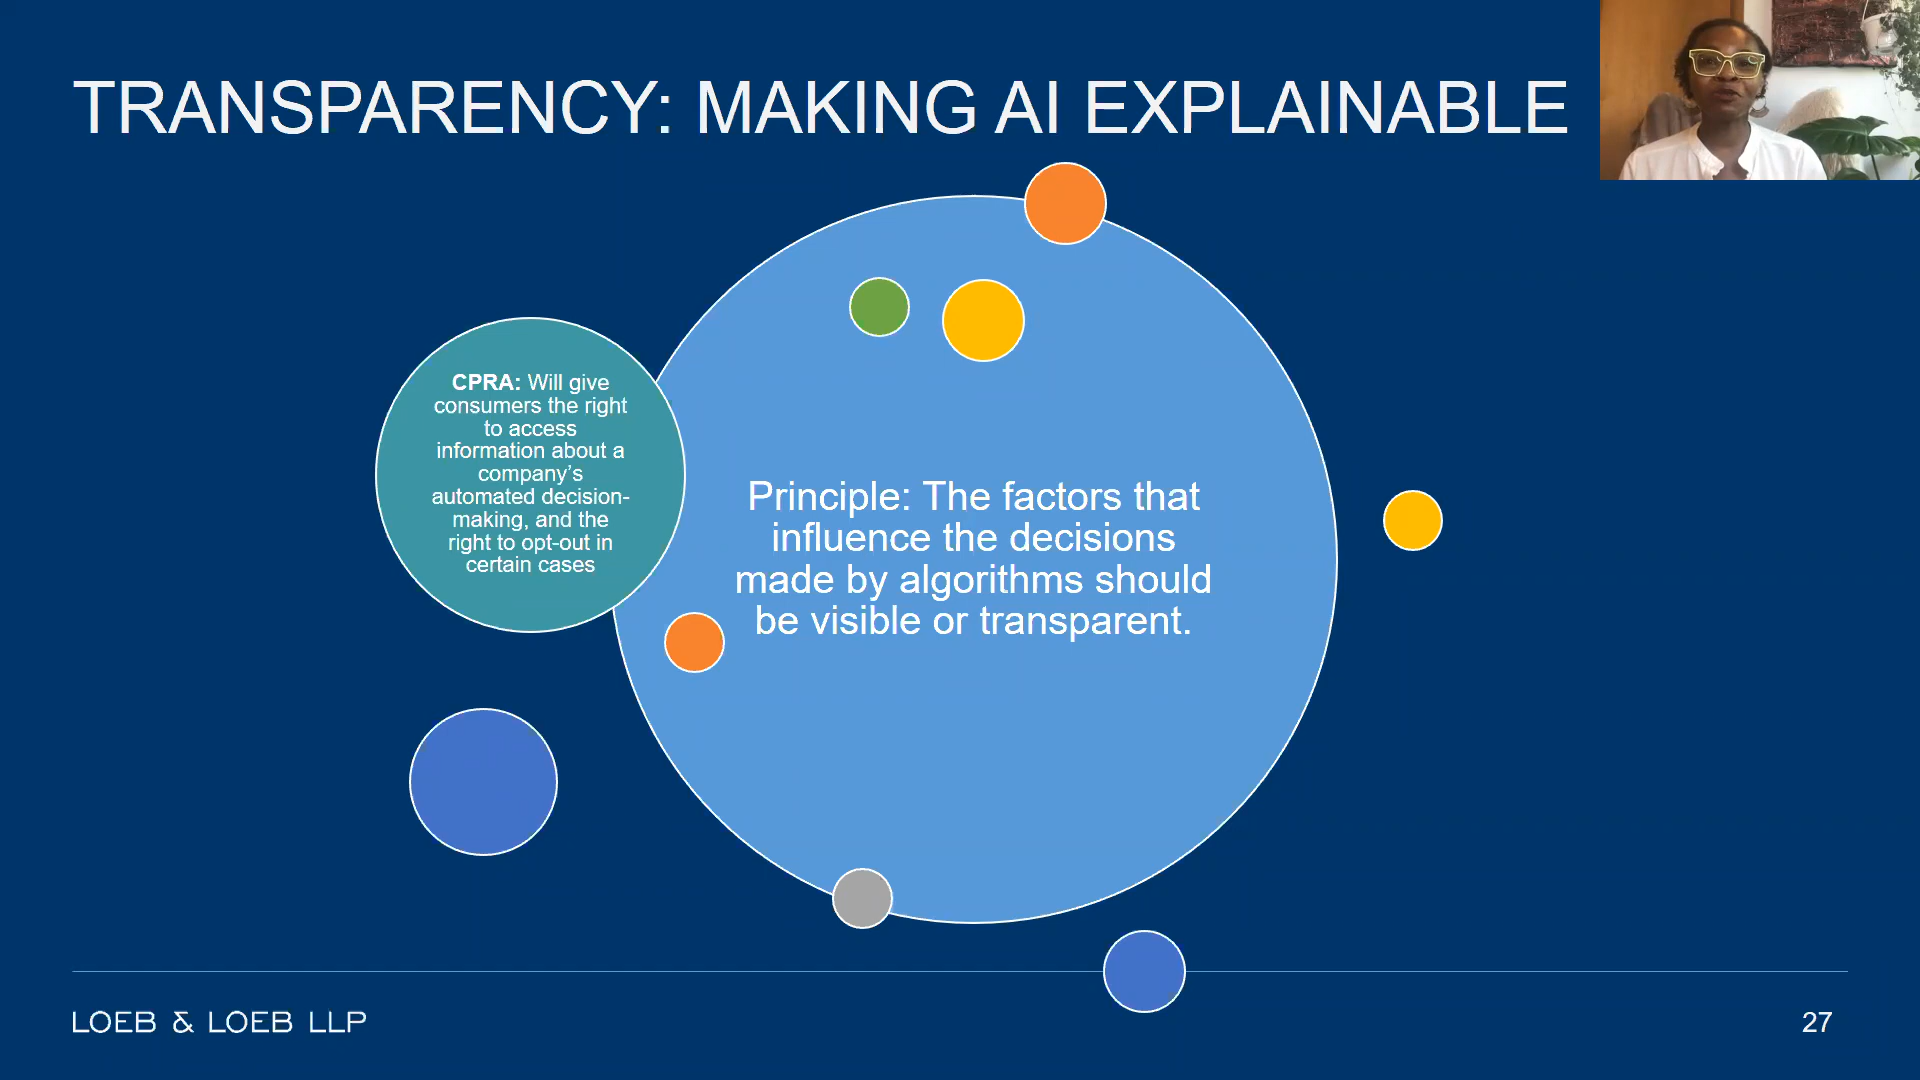 TRANSPARENCY: MAKING AI EXPLAINABLE
CPRA: Will give
consumers the right
to access
information about a
company’s
automated decision-
making, and the
right to opt-out in
certain cases
Principle: The factors that
influence the decisions
made by algorithms should
be visible or transparent.
LOEB & LOEB LLP
27